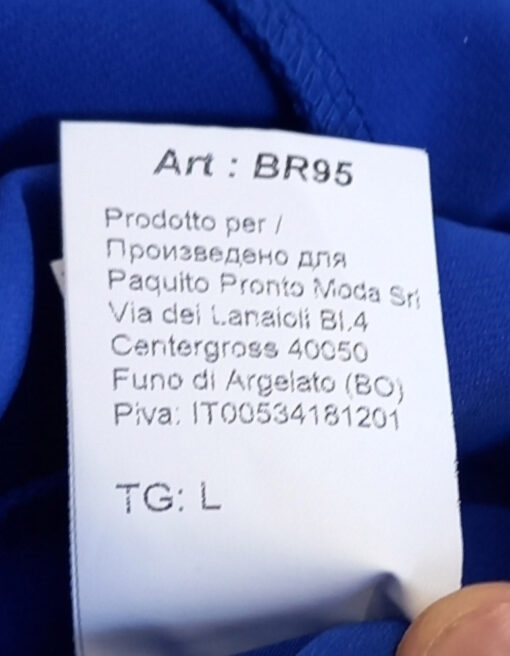 Art : BR95
Prodotto per /
Произведено для
Paquito Pronto Moda Srl
Via dei Lanaioli Bl.4
Centergross 40050
Funo di Argelato (BO)
Piva: IT00534181201
TG: L